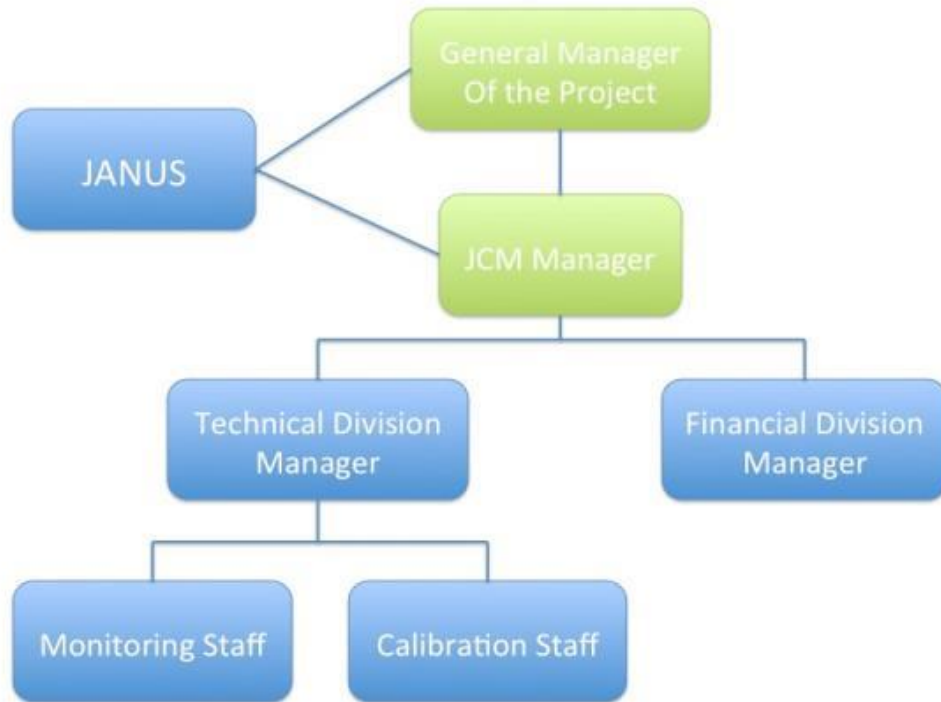 General Manager
Of the Project
JANUS
JCM Manager
Technical Division
Manager
Financial Division
Manager
Monitoring Staff
Calibration Staff